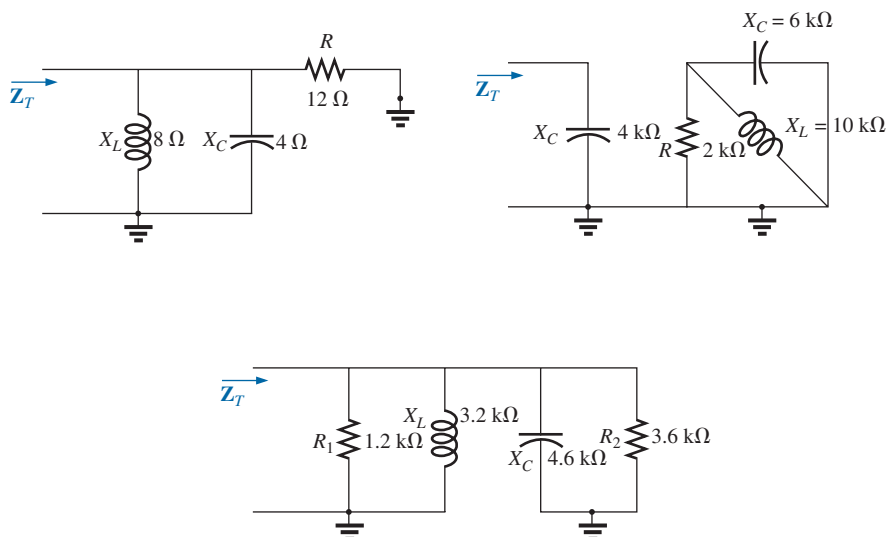 R
12 Ω
Z_T
X_L
8 Ω
X_C
4 Ω
X_C = 6 kΩ
Z_T
X_C
4 kΩ
R
2 kΩ
X_L = 10 kΩ
Z_T
R_1
1.2 kΩ
X_L
3.2 kΩ
X_C
4.6 kΩ
R_2
3.6 kΩ